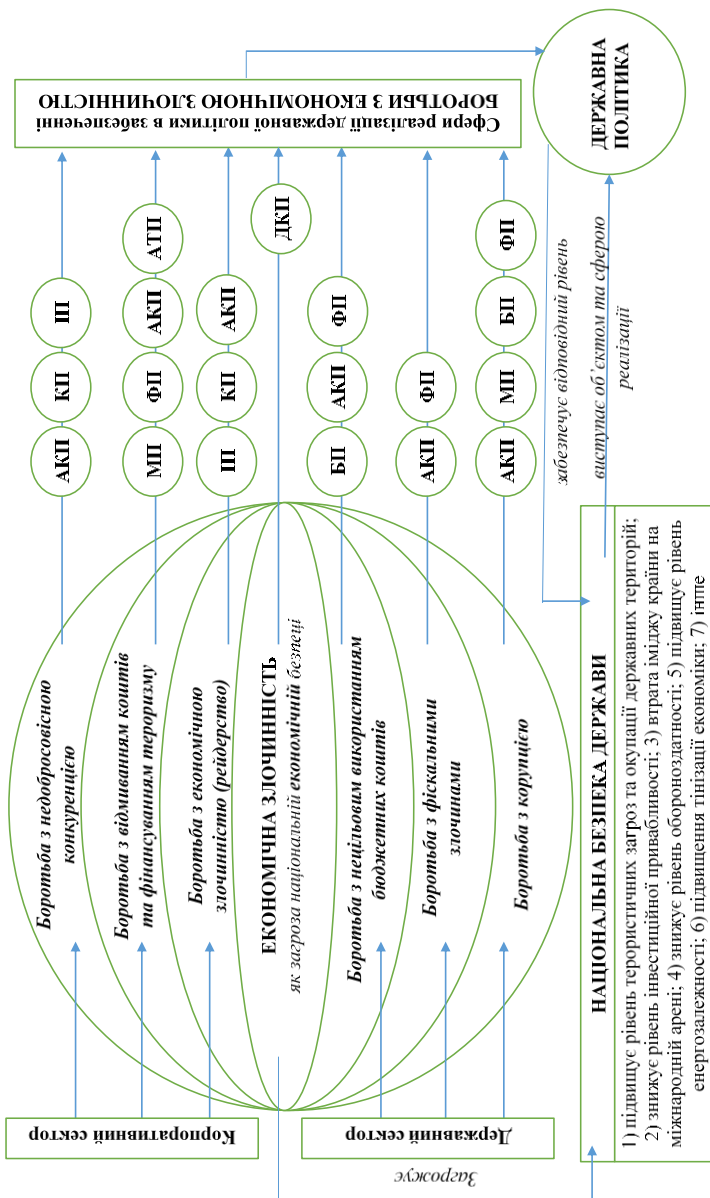 Корпоративний сектор
Державний сектор
Загрожує
Боротьба з недобросовісною
конкуренцією
АКП
КП
ІП
Боротьба з відмиванням коштів
та фінансуванням тероризму
МП
ФП
АКП
АТП
Боротьба з економічною
злочинністю (рейдерство)
ІП
КП
АКП
ЕКОНОМІЧНА ЗЛОЧИННІСТЬ
як загроза національній економічній безпеці
ДКП
Боротьба з нецільовим використанням
бюджетних коштів
БП
АКП
ФП
Боротьба з фіскальними
злочинами
АКП
ФП
Боротьба з корупцією
АКП
МП
БП
ФП
Сфери реалізації державної політики в забезпеченні
БОРОТЬБИ З ЕКОНОМІЧНОЮ ЗЛОЧИННІСТЮ
ДЕРЖАВНА
ПОЛІТИКА
забезпечує відповідний рівень
виступає об’єктом та сферою
реалізації
НАЦІОНАЛЬНА БЕЗПЕКА ДЕРЖАВИ
1) підвищує рівень терористичних загроз та окупації державних територій;
2) знижує рівень інвестиційної привабливості; 3) втрата іміджу країни на
міжнародній арені; 4) знижує рівень обороноздатності; 5) підвищує рівень
енергозалежності; 6) підвищення тінізації економіки; 7) інше